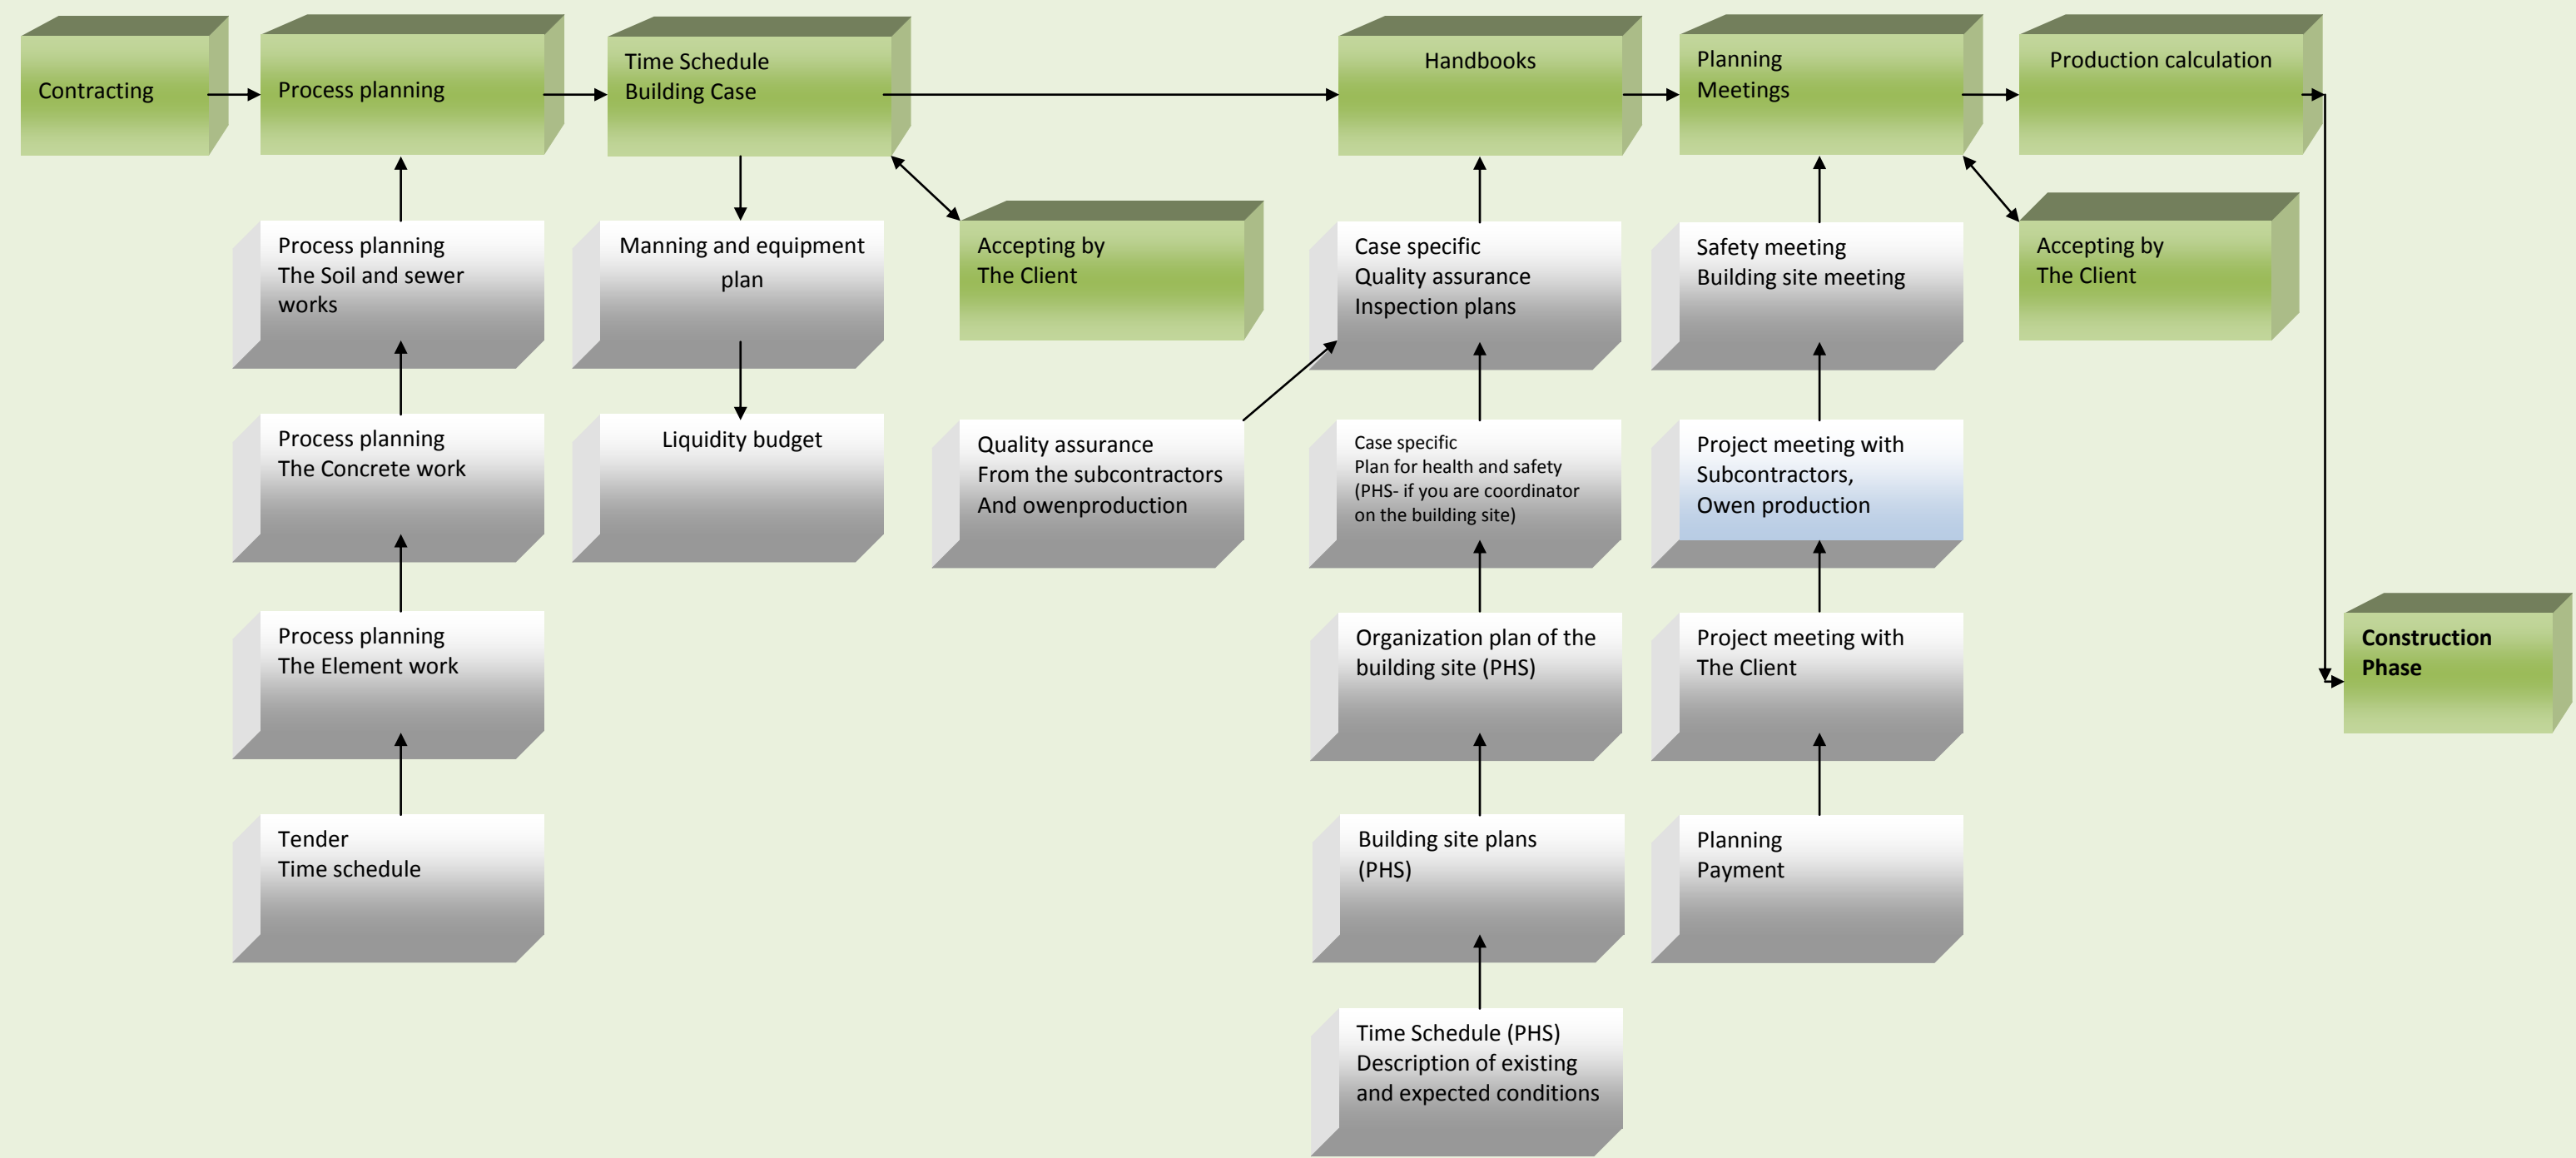 Contracting
Process planning
Time Schedule
Building Case
Handbooks
Planning
Meetings
Production calculation
Process planning
The Soil and sewer
works
Manning and equipment
plan
Accepting by
The Client
Case specific
Quality assurance
Inspection plans
Safety meeting
Building site meeting
Accepting by
The Client
Process planning
The Concrete work
Liquidity budget
Quality assurance
From the subcontractors
And owenproduction
Case specific
Plan for health and safety
(PHS- if you are coordinator
on the building site)
Project meeting with
Subcontractors,
Owen production
Process planning
The Element work
Organization plan of the
building site (PHS)
Project meeting with
The Client
Construction
Phase
Tender
Time schedule
Building site plans
(PHS)
Planning
Payment
Time Schedule (PHS)
Description of existing
and expected conditions